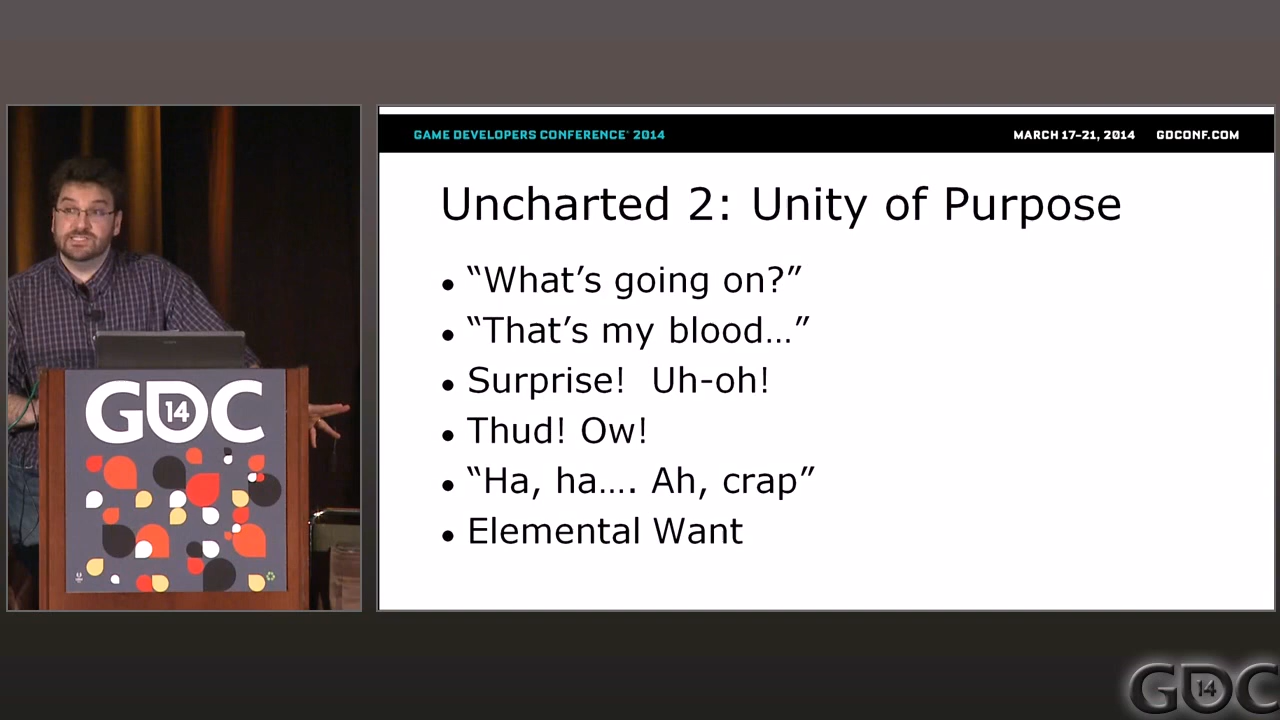 GAME DEVELOPERS CONFERENCE® 2014
MARCH 17-21, 2014 GDCONF.COM
Uncharted 2: Unity of Purpose
• “What’s going on?”
• “That’s my blood…”
• Surprise! Uh-oh!
• Thud! Ow!
• “Ha, ha…. Ah, crap”
• Elemental Want
GDC 14
GDC 14